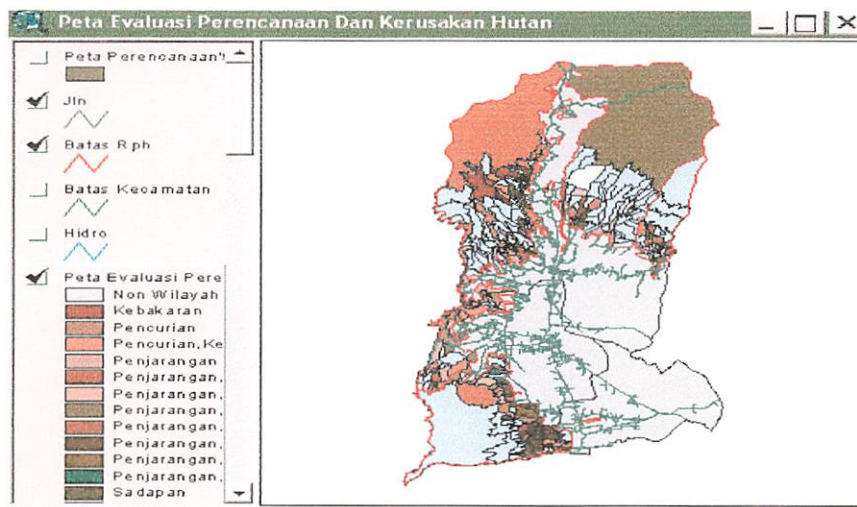 Peta Evaluasi Perencanaan Dan Kerusakan Hutan
Peta Perencanaan
Jln
Batas Rph
Batas Kecamatan
Hidro
Peta Evaluasi Pere
Non Wilayah
Kebakaran
Pencurian
Pencurian,Ke
Penjarangan
Penjarangan,
Penjarangan,
Penjarangan,
Penjarangan,
Penjarangan,
Penjarangan,
Penjarangan,
Sadapan